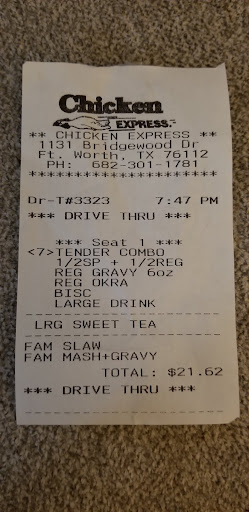 Chicken
EXPRESS.
** CHICKEN EXPRESS **
1131 Bridgewood Dr
Ft. Worth, TX 76112
PH: 682-301-1781
*********************
Dr-T#3323 7:47 PM
*** DRIVE THRU ***
*** Seat 1 ***
<7>TENDER COMBO
1/2SP + 1/2REG
REG GRAVY 6oz
REG OKRA
BISC
LARGE DRINK
---------------------
LRG SWEET TEA
---------------------
FAM SLAW
FAM MASH+GRAVY
TOTAL: $21.62
*** DRIVE THRU ***
---------------------